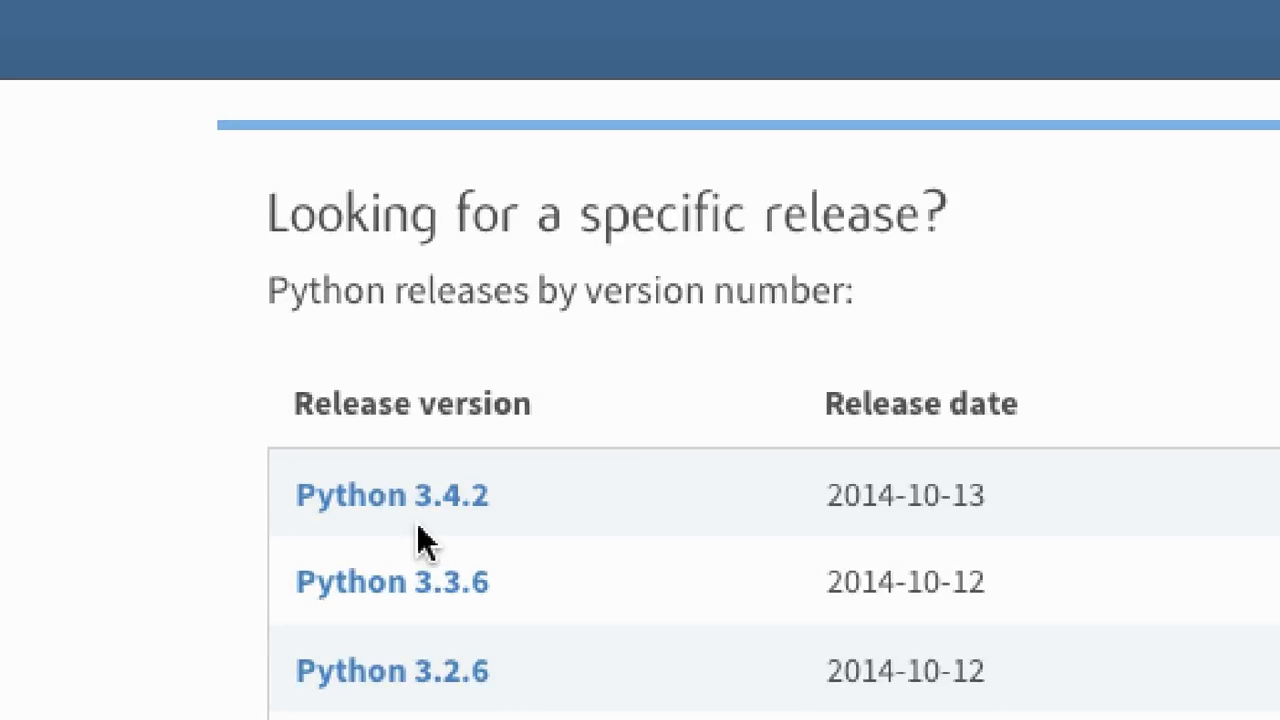 Looking for a specific release?
Python releases by version number:
Release version Release date
Python 3.4.2 2014-10-13
Python 3.3.6 2014-10-12
Python 3.2.6 2014-10-12